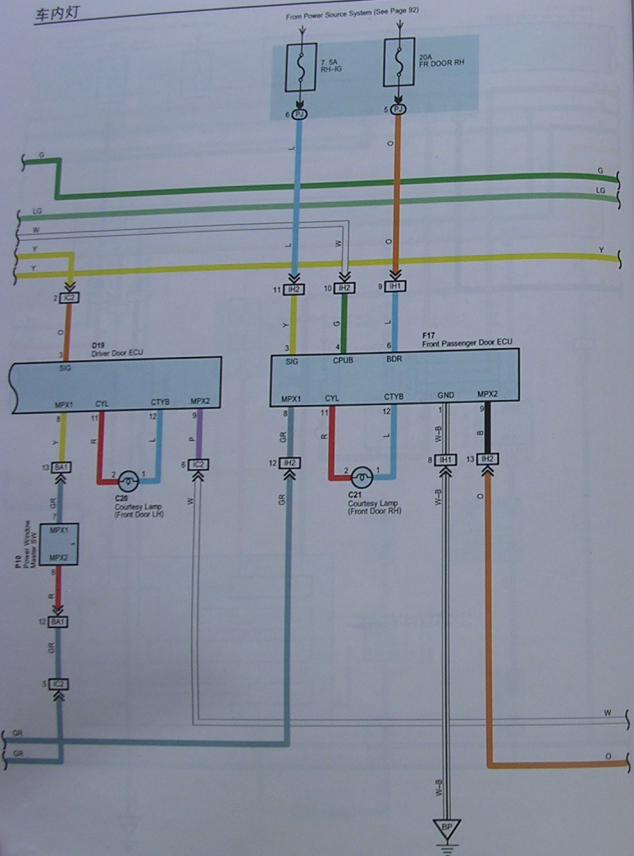 车内灯
From Power Source System (See Page 92)
7. 5A
RH-IG
20A
FR DOOR RH
6 PJ
5 PJ
L
O
G
G
LG
LG
W
W
L
O
Y
Y
Y
2 IC2
11 IH2
10 IH2
9 IH1
O
Y
G
L
D19
Driver Door ECU
F17
Front Passenger Door ECU
3
SIG
3
SIG
4
CPUB
6
BDR
MPX1
CYL
CTYB
MPX2
MPX1
CYL
CTYB
GND
MPX2
8
11
12
9
8
11
12
1
9
Y
R
L
P
GR
R
L
W-B
B
13 BA1
2
1
6 IC2
12 IH2
2
1
8 IH1
13 IH2
C20
Courtesy Lamp
(Front Door LH)
C21
Courtesy Lamp
(Front Door RH)
GR
W
GR
W-B
O
7
MPX1
P10
Power Window
Master SW
MPX2
8
R
12 BA1
GR
5 IC2
GR
GR
W
O
W-B
BP